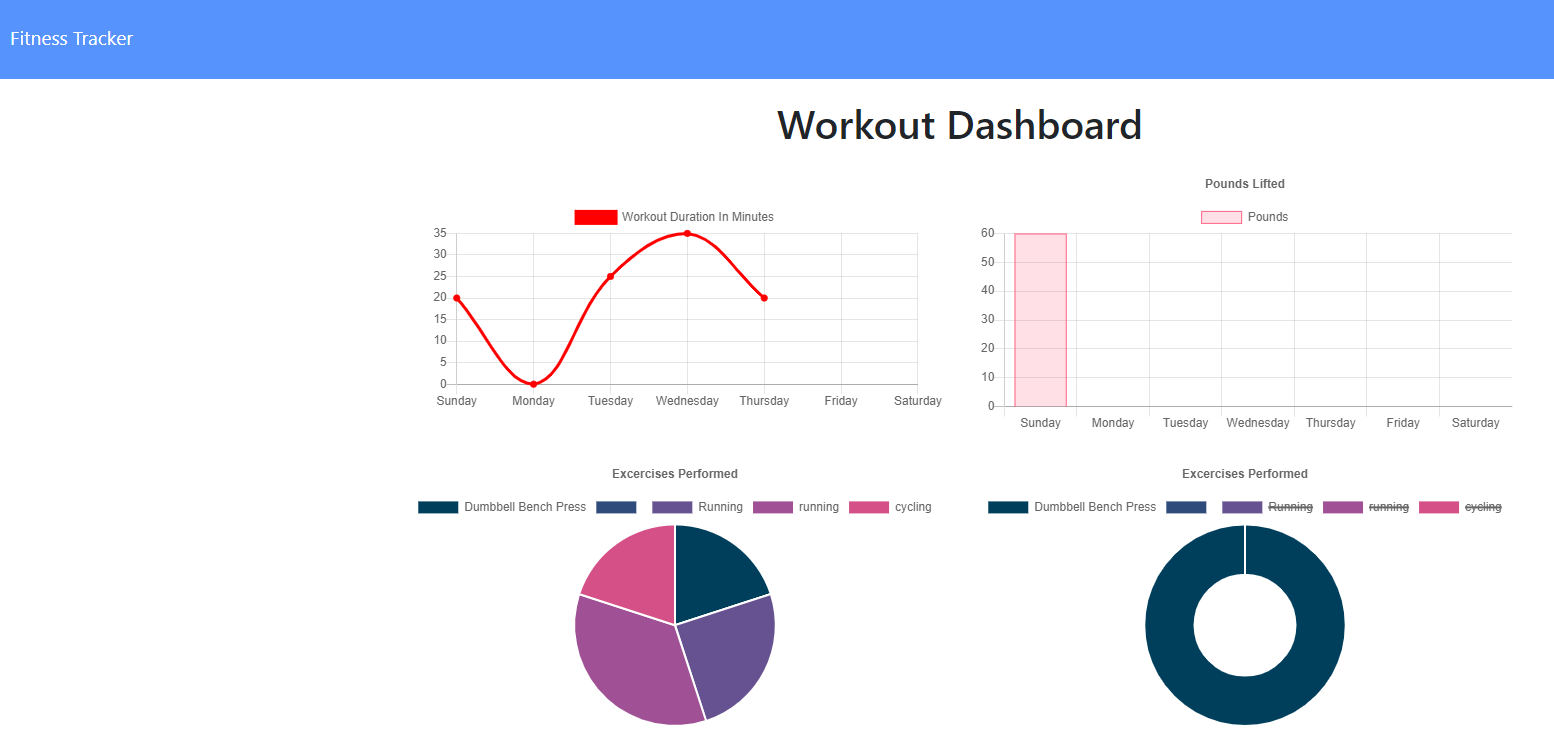 Fitness Tracker
Workout Dashboard
Workout Duration In Minutes
35
30
25
20
15
10
5
0
Sunday Monday Tuesday Wednesday Thursday Friday Saturday
Pounds Lifted
Pounds
60
50
40
30
20
10
0
Sunday Monday Tuesday Wednesday Thursday Friday Saturday
Excercises Performed
Dumbbell Bench Press Running running cycling
Excercises Performed
Dumbbell Bench Press Running running cycling